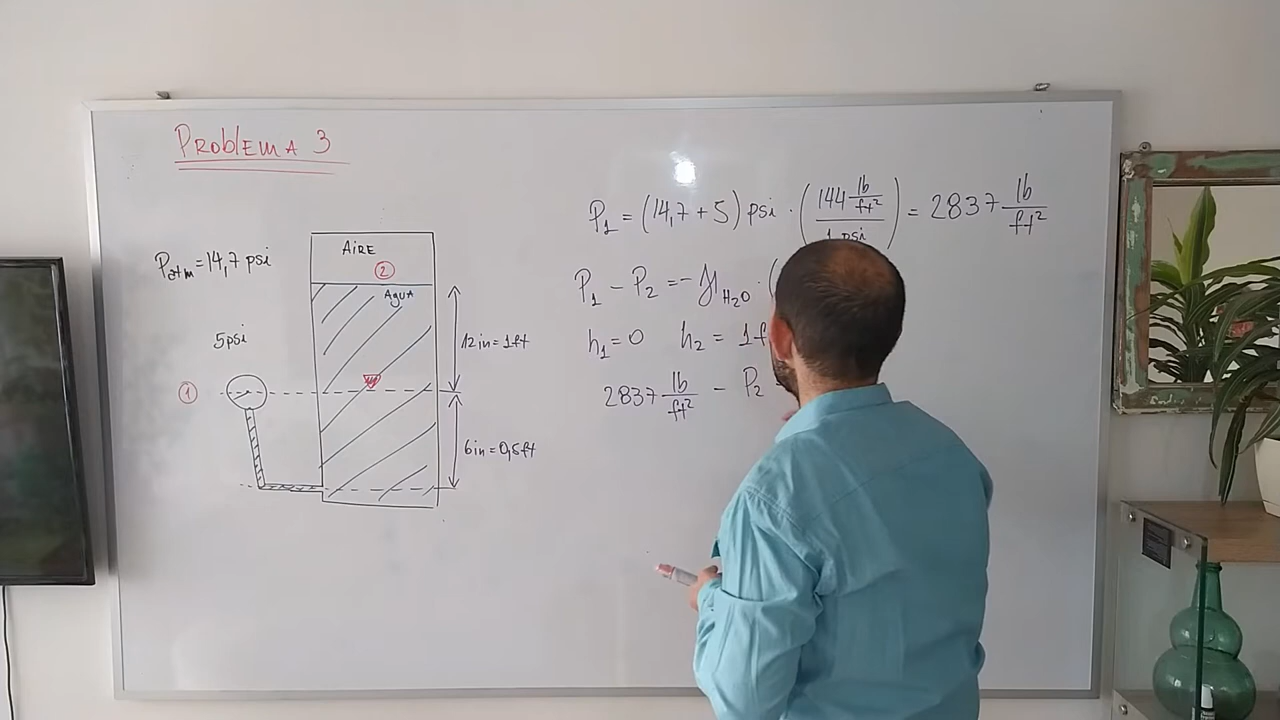 Problema 3
Patm = 14,7 psi
AIRE
②
AGUA
5 psi
①
12 in = 1 ft
6 in = 0,5 ft
P₁ = (14,7 + 5) psi · (144 lb/ft² / 1 psi) = 2837 lb/ft²
P₁ − P₂ = −γH₂O · (
h₁ = 0 h₂ = 1 f
2837 lb/ft² − P₂